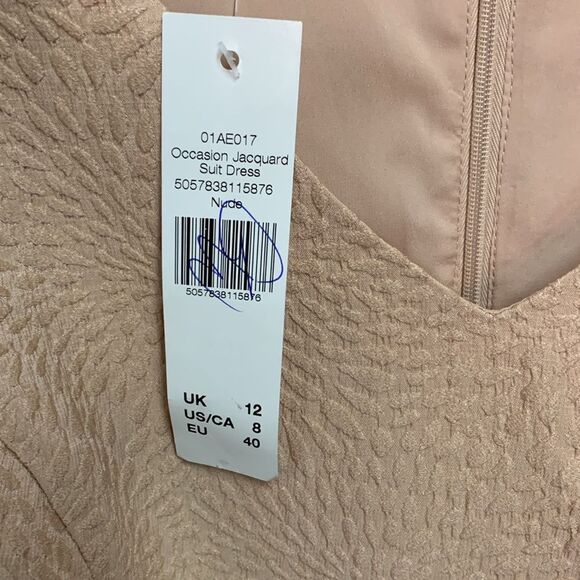 01AE017
Occasion Jacquard
Suit Dress
5057838115876
Nude
5057838115876
UK 12
US/CA 8
EU 40